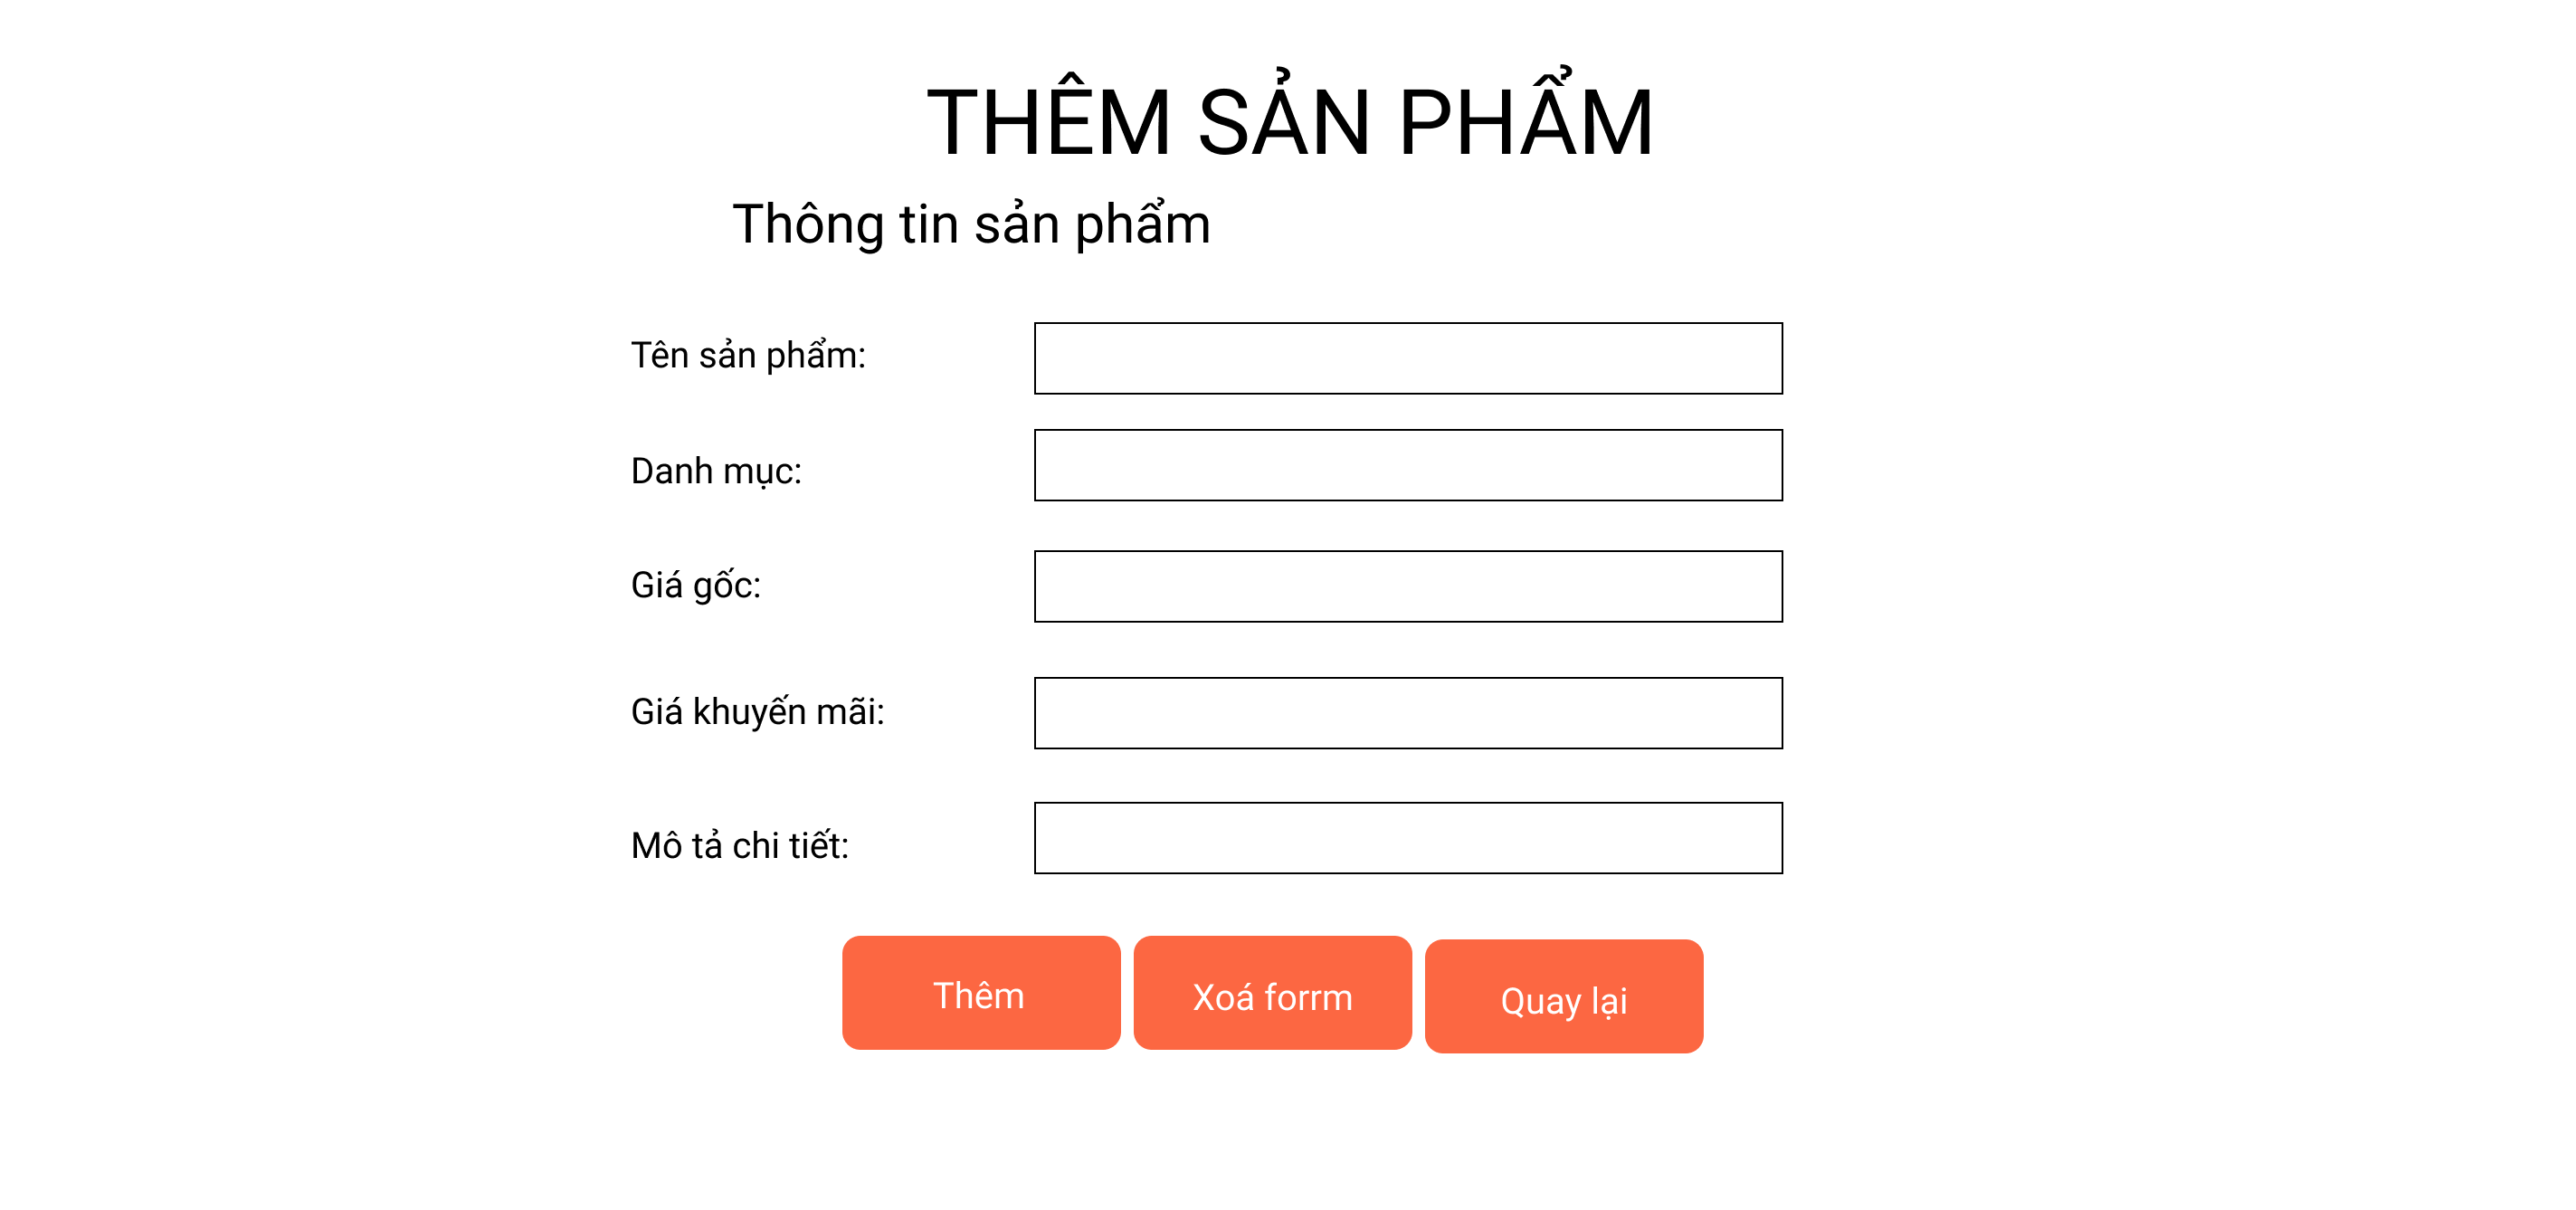 THÊM SẢN PHẨM
Thông tin sản phẩm
Tên sản phẩm:
Danh mục:
Giá gốc:
Giá khuyến mãi:
Mô tả chi tiết:
Thêm
Xoá forrm
Quay lại